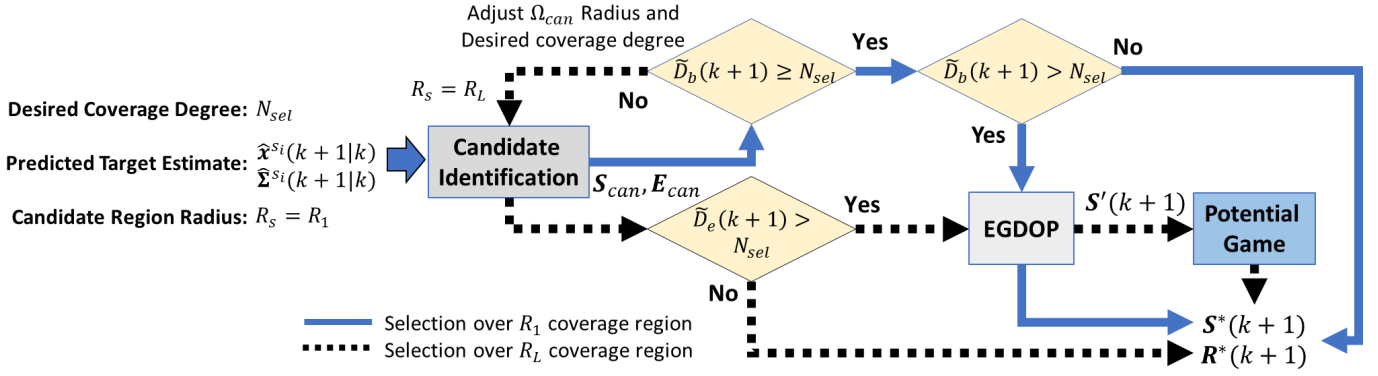 Adjust Ω_can Radius and
Desired coverage degree
Yes
No
D̃_b(k + 1) ≥ N_sel
D̃_b(k + 1) > N_sel
R_s = R_L
No
Desired Coverage Degree: N_sel
Yes
Predicted Target Estimate: x̂^{s_i}(k + 1|k)
Σ̂^{s_i}(k + 1|k)
Candidate
Identification
S_can, E_can
Candidate Region Radius: R_s = R_1
D̃_e(k + 1) >
N_sel
Yes
EGDOP
S′(k + 1)
Potential
Game
No
Selection over R_1 coverage region
Selection over R_L coverage region
S*(k + 1)
R*(k + 1)